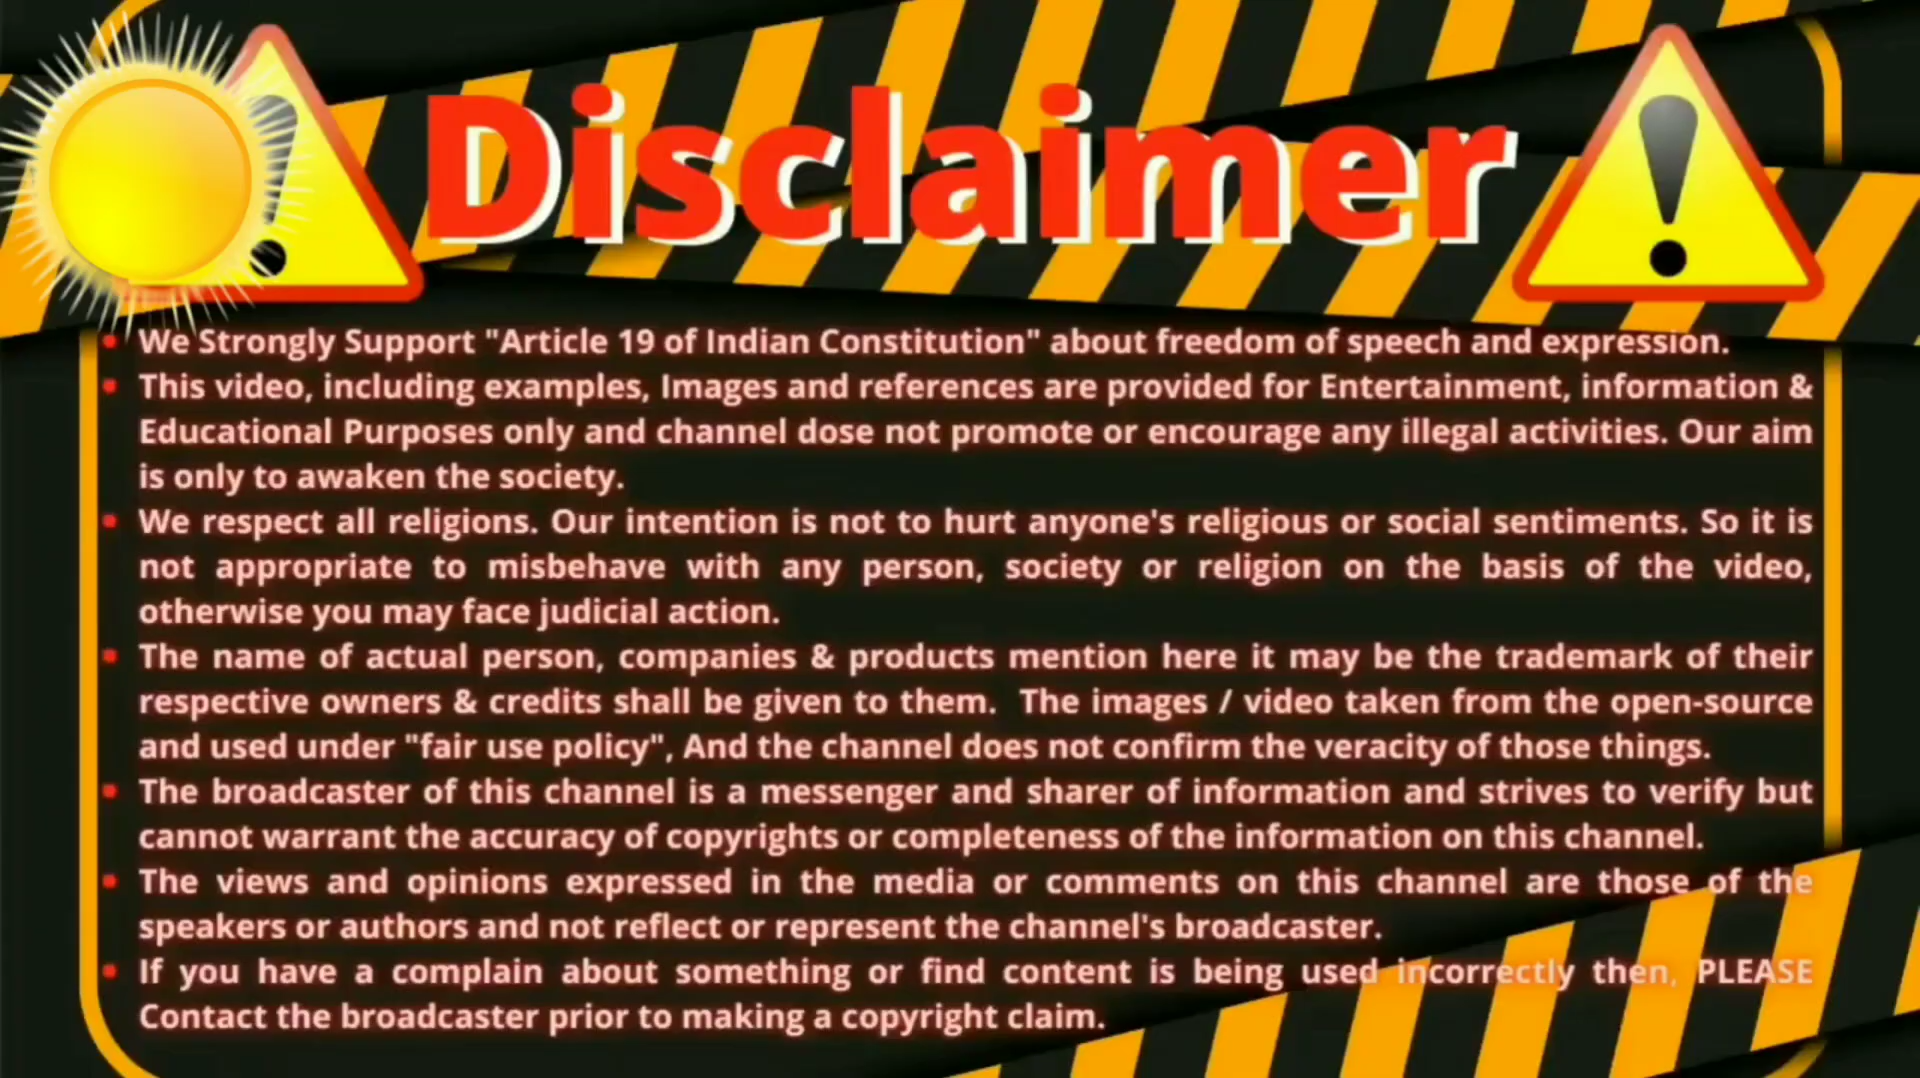 Disclaimer
We Strongly Support "Article 19 of Indian Constitution" about freedom of speech and expression.
This video, including examples, Images and references are provided for Entertainment, information &
Educational Purposes only and channel dose not promote or encourage any illegal activities. Our aim
is only to awaken the society.
We respect all religions. Our intention is not to hurt anyone's religious or social sentiments. So it is
not appropriate to misbehave with any person, society or religion on the basis of the video,
otherwise you may face judicial action.
The name of actual person, companies & products mention here it may be the trademark of their
respective owners & credits shall be given to them. The images / video taken from the open-source
and used under "fair use policy", And the channel does not confirm the veracity of those things.
The broadcaster of this channel is a messenger and sharer of information and strives to verify but
cannot warrant the accuracy of copyrights or completeness of the information on this channel.
The views and opinions expressed in the media or comments on this channel are those of the
speakers or authors and not reflect or represent the channel's broadcaster.
If you have a complain about something or find content is being used incorrectly then, PLEASE
Contact the broadcaster prior to making a copyright claim.